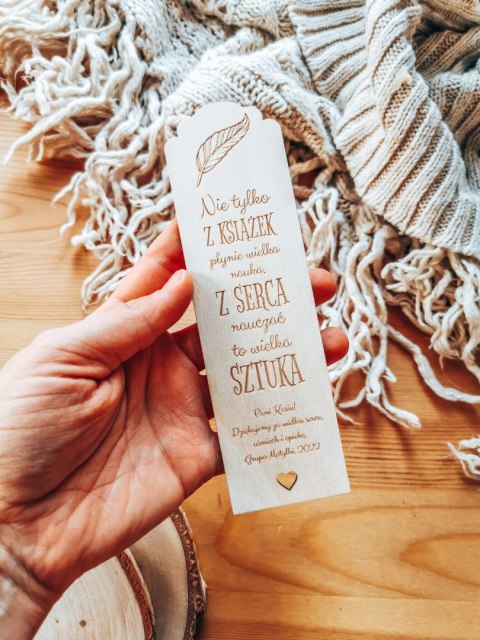 Nie tylko
Z KSIĄŻEK
płynie wielka
nauka,
Z SERCA
nauczać
to wielka
SZTUKA
Pani Kasiu!
Dziękujemy za wielkie serce,
uśmiech i opiekę
Grupa Motylki, 2022